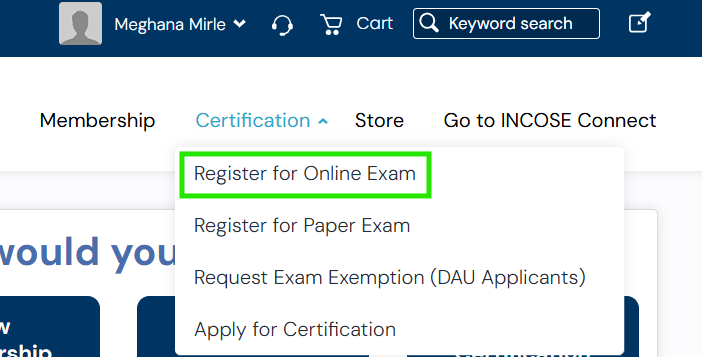 Meghana Mirle
Cart
Keyword search
Membership
Certification
Store
Go to INCOSE Connect
Register for Online Exam
Register for Paper Exam
would you
Request Exam Exemption (DAU Applicants)
Apply for Certification